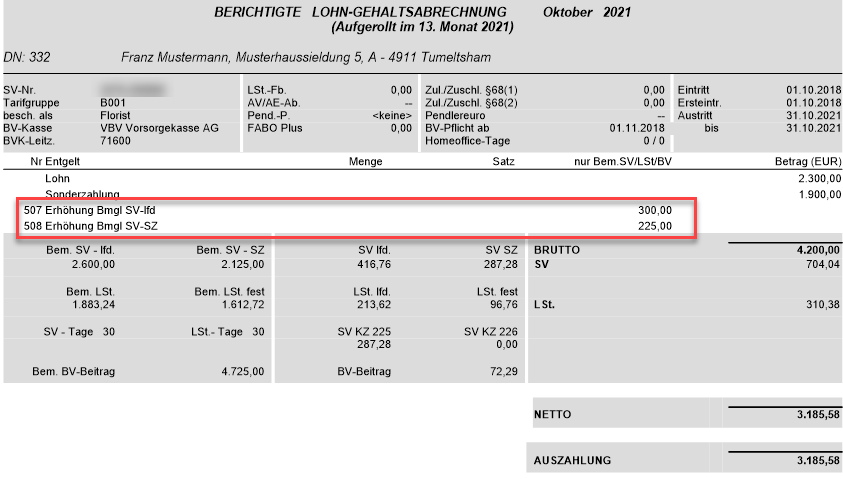 BERICHTIGTE LOHN-GEHALTSABRECHNUNG Oktober 2021
(Aufgerollt im 13. Monat 2021)
DN: 332 Franz Mustermann, Musterhaussieldung 5, A - 4911 Tumeltsham
SV-Nr. LSt.-Fb. 0,00 Zul./Zuschl. §68(1) 0,00 Eintritt 01.10.2018
Tarifgruppe B001 AV/AE-Ab. -- Zul./Zuschl. §68(2) 0,00 Ersteintr. 01.10.2018
besch. als Florist Pend.-P. <keine> Pendlereuro -- Austritt 31.10.2021
BV-Kasse VBV Vorsorgekasse AG FABO Plus 0,00 BV-Pflicht ab 01.11.2018 bis 31.10.2021
BVK-Leitz. 71600 Homeoffice-Tage 0 / 0
Nr Entgelt Menge Satz nur Bem.SV/LSt/BV Betrag (EUR)
Lohn 2.300,00
Sonderzahlung 1.900,00
507 Erhöhung Bmgl SV-lfd 300,00
508 Erhöhung Bmgl SV-SZ 225,00
Bem. SV - lfd. Bem. SV - SZ SV lfd. SV SZ BRUTTO 4.200,00
2.600,00 2.125,00 416,76 287,28 SV 704,04
Bem. LSt. Bem. LSt. fest LSt. lfd. LSt. fest
1.883,24 1.612,72 213,62 96,76 LSt. 310,38
SV - Tage 30 LSt.- Tage 30 SV KZ 225 SV KZ 226
287,28 0,00
Bem. BV-Beitrag 4.725,00 BV-Beitrag 72,29
NETTO 3.185,58
AUSZAHLUNG 3.185,58